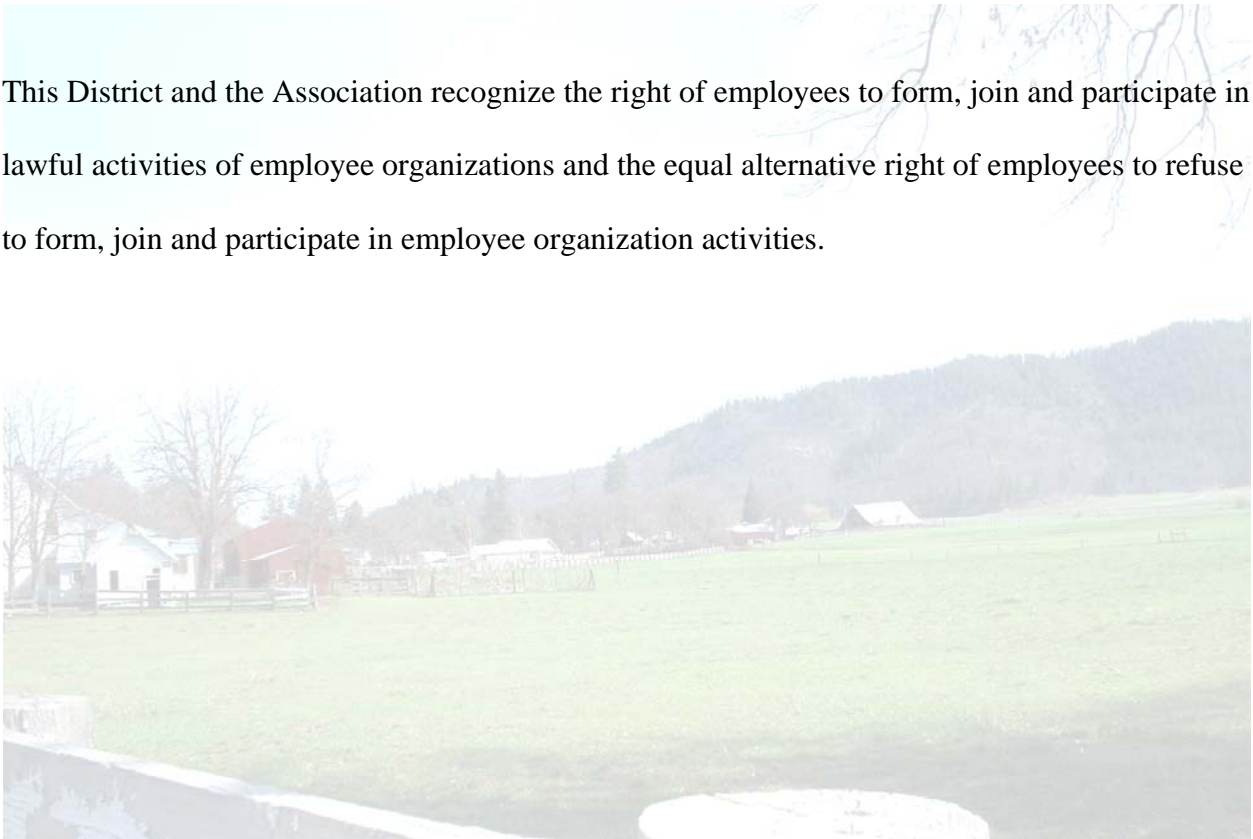 This District and the Association recognize the right of employees to form, join and participate in
lawful activities of employee organizations and the equal alternative right of employees to refuse
to form, join and participate in employee organization activities.